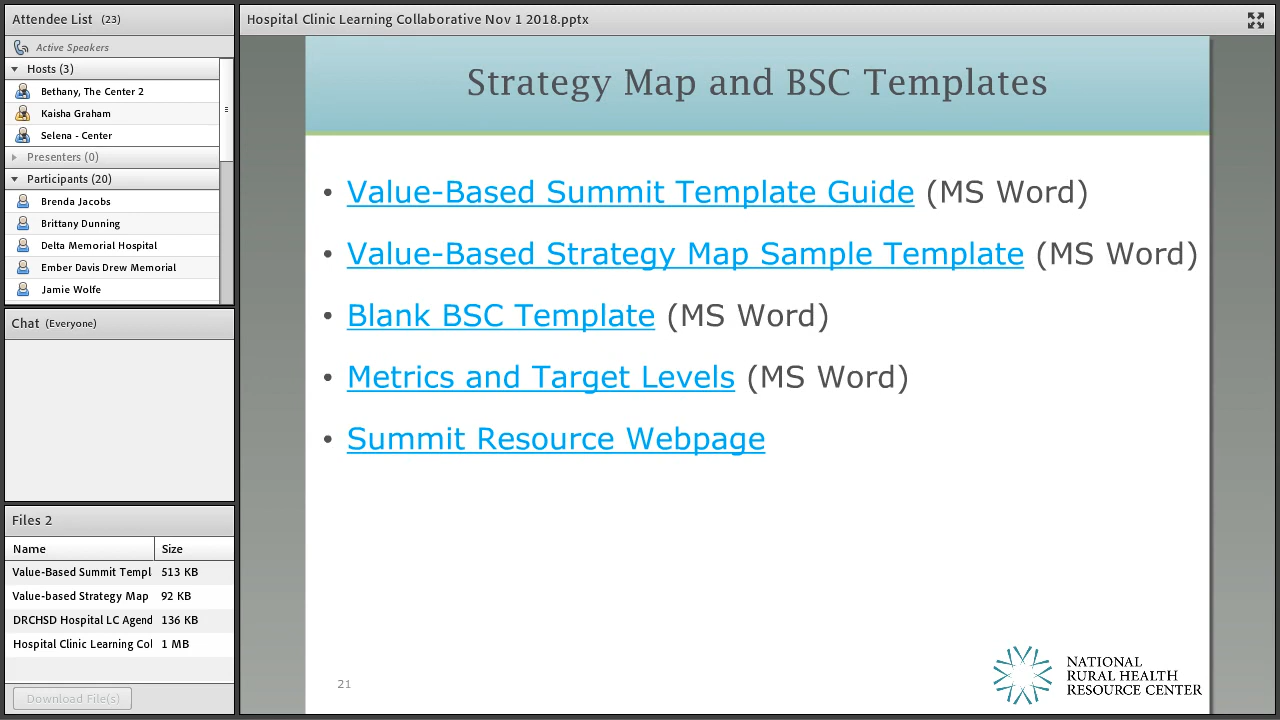 Attendee List (23)
Active Speakers
Hosts (3)
Bethany, The Center 2
Kaisha Graham
Selena - Center
Presenters (0)
Participants (20)
Brenda Jacobs
Brittany Dunning
Delta Memorial Hospital
Ember Davis Drew Memorial
Jamie Wolfe
Chat (Everyone)
Files 2
Name Size
Value-Based Summit Templ 513 KB
Value-based Strategy Map 92 KB
DRCHSD Hospital LC Agend 136 KB
Hospital Clinic Learning Col 1 MB
Download File(s)
Hospital Clinic Learning Collaborative Nov 1 2018.pptx
Strategy Map and BSC Templates
• Value-Based Summit Template Guide (MS Word)
• Value-Based Strategy Map Sample Template (MS Word)
• Blank BSC Template (MS Word)
• Metrics and Target Levels (MS Word)
• Summit Resource Webpage
21
NATIONAL
RURAL HEALTH
RESOURCE CENTER